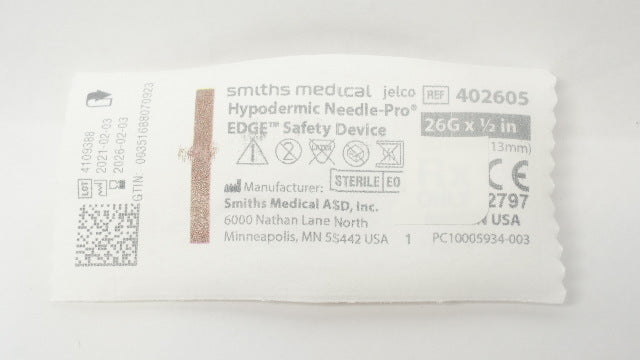 smiths medical jelco REF 402605
Hypodermic Needle-Pro®
EDGE™ Safety Device
26G x ½ in
13mm)
STERILE EO
Manufacturer:
Smiths Medical ASD, Inc.
6000 Nathan Lane North
Minneapolis, MN 55442 USA 1 PC10005934-003
CE
2797
N USA
LOT 4109388
2021-02-03
2026-02-03
GTIN: 00351688070923